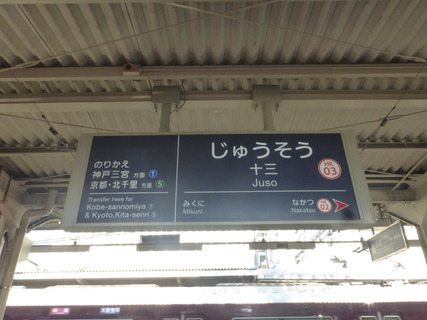 のりかえ
神戸三宮 方面 1
京都・北千里 方面 5
Transfer here for
Kobe-sannomiya 1
& Kyoto,Kita-senri 5
じゅうそう
十三
Juso
HK
03
みくに
Mikuni
なかつ
Nakatsu
HK
02